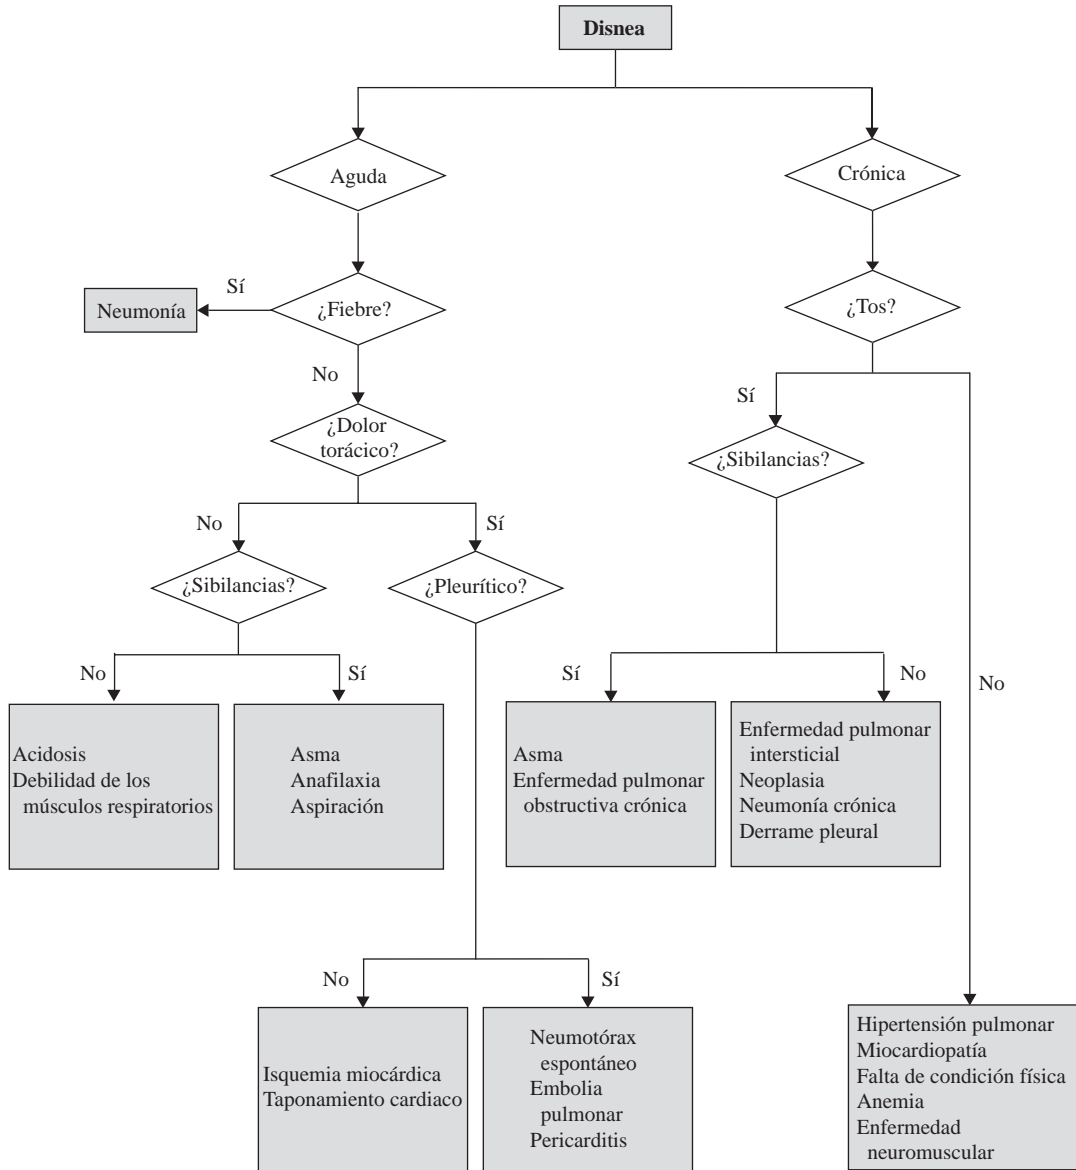 Disnea
Aguda
Crónica
Sí
Neumonía
¿Fiebre?
¿Tos?
No
Sí
¿Dolor
torácico?
¿Sibilancias?
No
Sí
¿Sibilancias?
¿Pleurítico?
No
Sí
Sí
No
No
Acidosis
Debilidad de los
músculos respiratorios
Asma
Anafilaxia
Aspiración
Asma
Enfermedad pulmonar
obstructiva crónica
Enfermedad pulmonar
intersticial
Neoplasia
Neumonía crónica
Derrame pleural
No
Sí
Isquemia miocárdica
Taponamiento cardiaco
Neumotórax
espontáneo
Embolia
pulmonar
Pericarditis
Hipertensión pulmonar
Miocardiopatía
Falta de condición física
Anemia
Enfermedad
neuromuscular